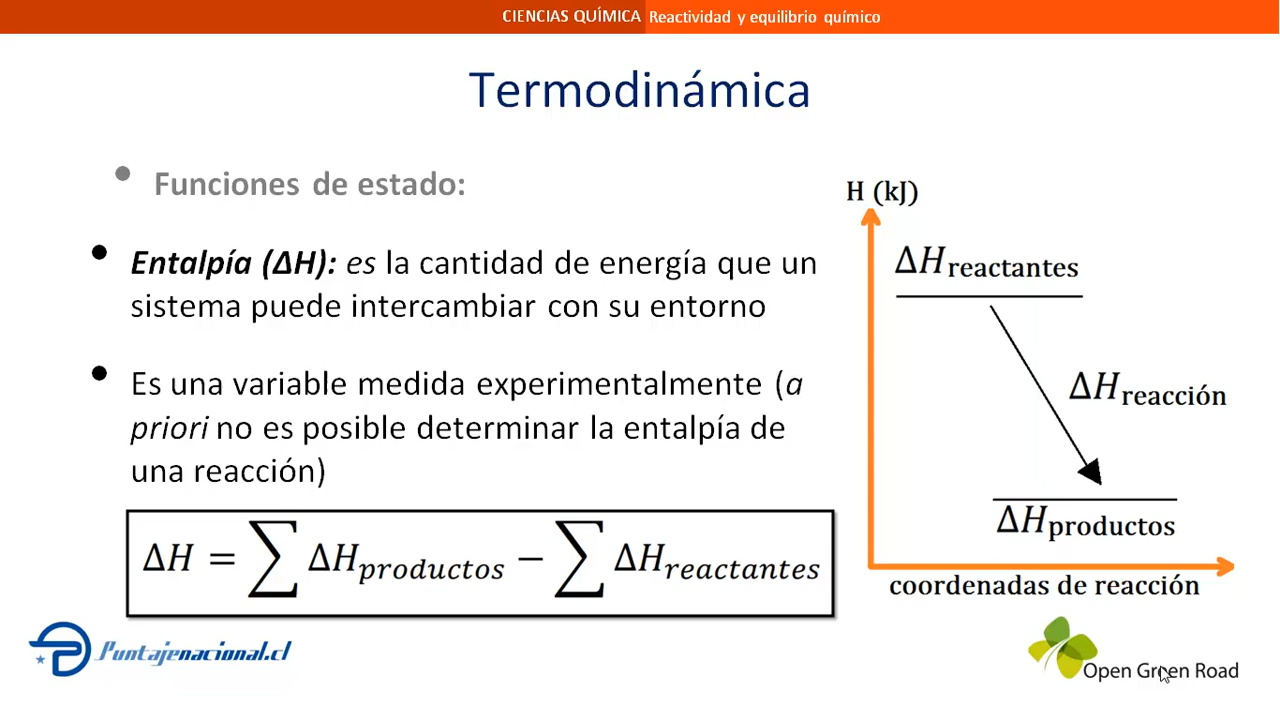 CIENCIAS QUÍMICA Reactividad y equilibrio químico
Termodinámica
• Funciones de estado:
• Entalpía (ΔH): es la cantidad de energía que un
sistema puede intercambiar con su entorno
• Es una variable medida experimentalmente (a
priori no es posible determinar la entalpía de
una reacción)
ΔH = ∑ ΔHproductos − ∑ ΔHreactantes
H (kJ)
ΔHreactantes
ΔHreacción
ΔHproductos
coordenadas de reacción
Puntajenacional.cl
Open Green Road